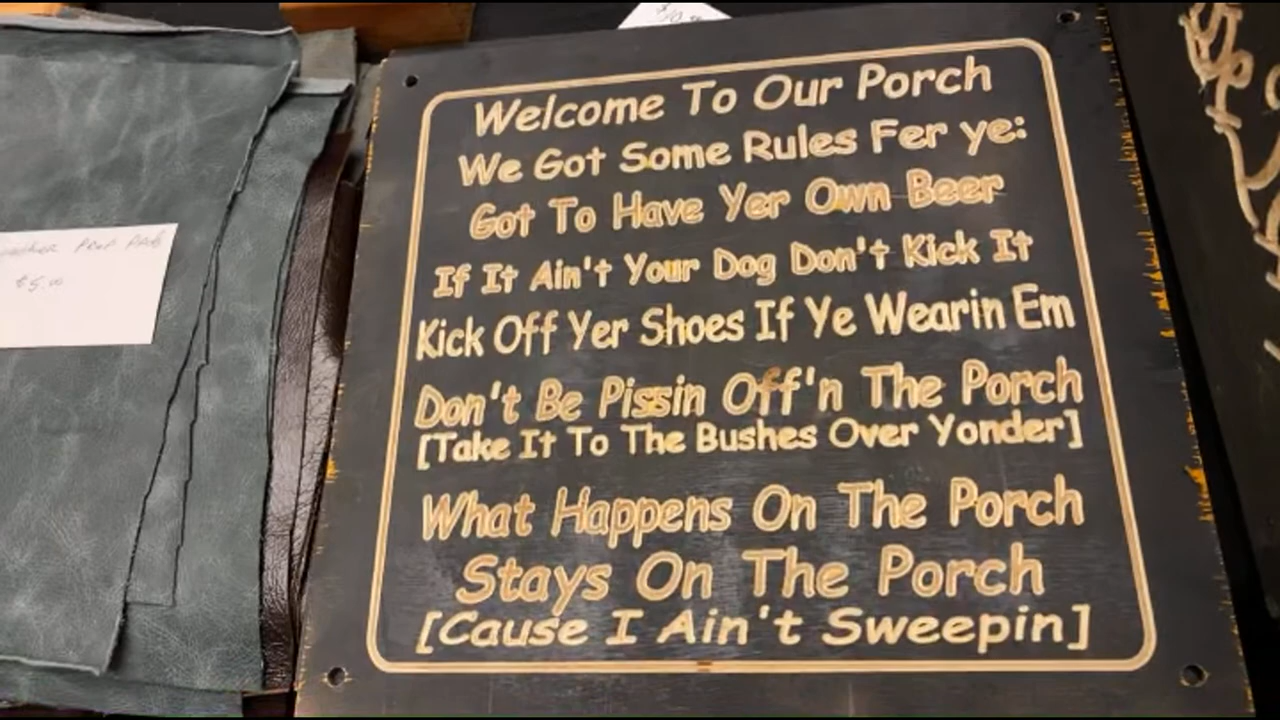 Welcome To Our Porch
We Got Some Rules Fer ye:
Got To Have Yer Own Beer
If It Ain't Your Dog Don't Kick It
Kick Off Yer Shoes If Ye Wearin Em
Don't Be Pissin Off'n The Porch
[Take It To The Bushes Over Yonder]
What Happens On The Porch
Stays On The Porch
[Cause I Ain't Sweepin]
$5.00